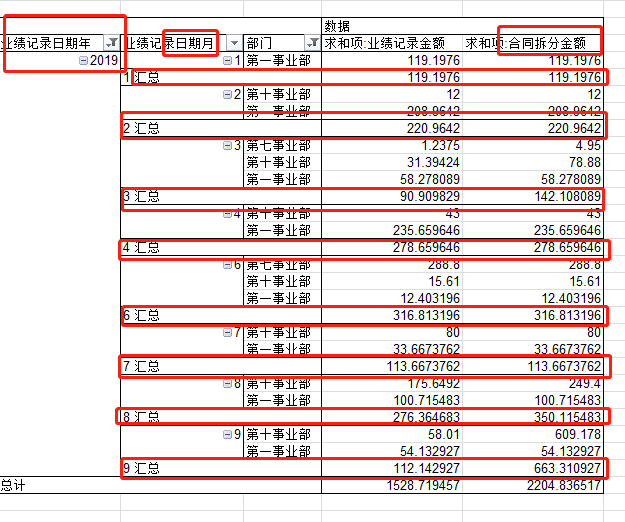 数据
业绩记录日期年 业绩记录日期月 部门 求和项:业绩记录金额 求和项:合同拆分金额
2019 1 第一事业部 119.1976 119.1976
1 汇总 119.1976 119.1976
2 第十事业部 12 12
第一事业部 208.9642 208.9642
2 汇总 220.9642 220.9642
3 第七事业部 1.2375 4.95
第十事业部 31.39424 78.88
第一事业部 58.278089 58.278089
3 汇总 90.909829 142.108089
4 第十事业部 43 43
第一事业部 235.659646 235.659646
4 汇总 278.659646 278.659646
6 第七事业部 288.8 288.8
第十事业部 15.61 15.61
第一事业部 12.403196 12.403196
6 汇总 316.813196 316.813196
7 第十事业部 80 80
第一事业部 33.6673762 33.6673762
7 汇总 113.6673762 113.6673762
8 第十事业部 175.6492 249.4
第一事业部 100.715483 100.715483
8 汇总 276.364683 350.115483
9 第十事业部 58.01 609.178
第一事业部 54.132927 54.132927
9 汇总 112.142927 663.310927
总计 1528.719457 2204.836517